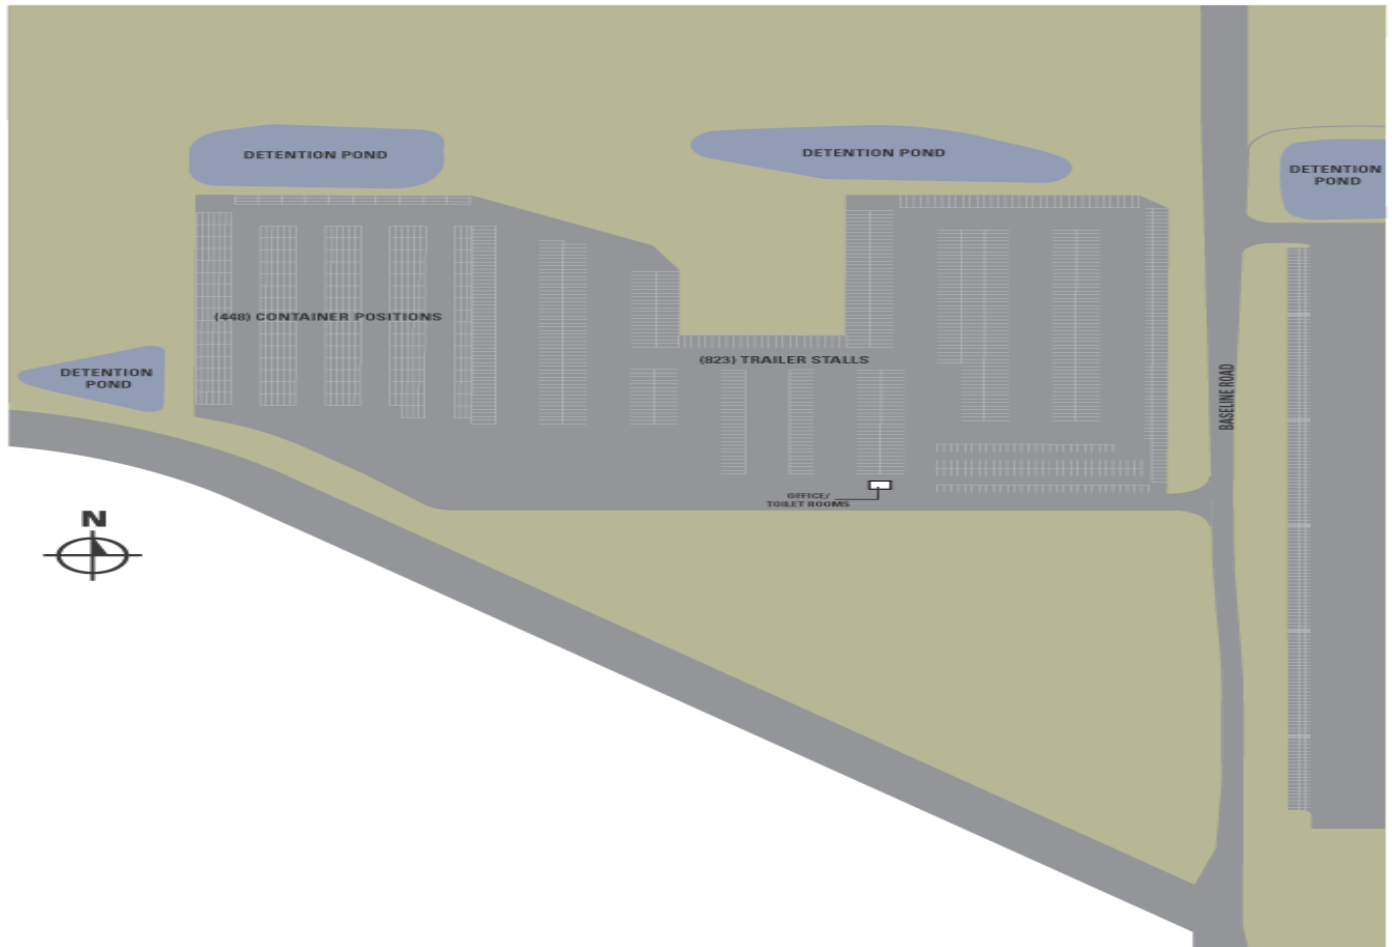 DETENTION POND
DETENTION POND
DETENTION
POND
(448) CONTAINER POSITIONS
(823) TRAILER STALLS
DETENTION
POND
BASELINE ROAD
OFFICE/
TOILET ROOMS
N